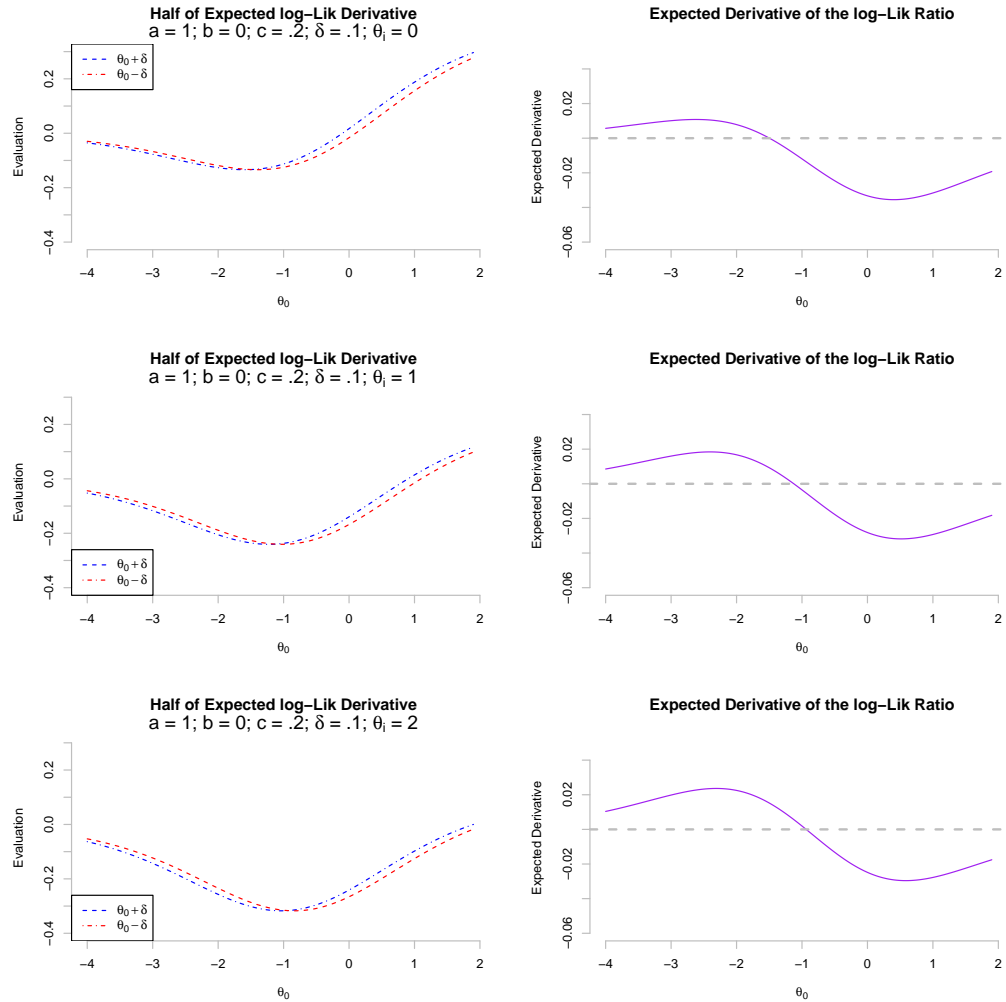 Half of Expected log−Lik Derivative
a = 1; b = 0; c = .2; δ = .1; θi = 0
Evaluation
0.2
0.0
−0.2
−0.4
θ0+δ
θ0−δ
−4 −3 −2 −1 0 1 2
θ0
Expected Derivative of the log−Lik Ratio
Expected Derivative
0.02
−0.02
−0.06
−4 −3 −2 −1 0 1 2
θ0
Half of Expected log−Lik Derivative
a = 1; b = 0; c = .2; δ = .1; θi = 1
Evaluation
0.2
0.0
−0.2
−0.4
θ0+δ
θ0−δ
−4 −3 −2 −1 0 1 2
θ0
Expected Derivative of the log−Lik Ratio
Expected Derivative
0.02
−0.02
−0.06
−4 −3 −2 −1 0 1 2
θ0
Half of Expected log−Lik Derivative
a = 1; b = 0; c = .2; δ = .1; θi = 2
Evaluation
0.2
0.0
−0.2
−0.4
θ0+δ
θ0−δ
−4 −3 −2 −1 0 1 2
θ0
Expected Derivative of the log−Lik Ratio
Expected Derivative
0.02
−0.02
−0.06
−4 −3 −2 −1 0 1 2
θ0